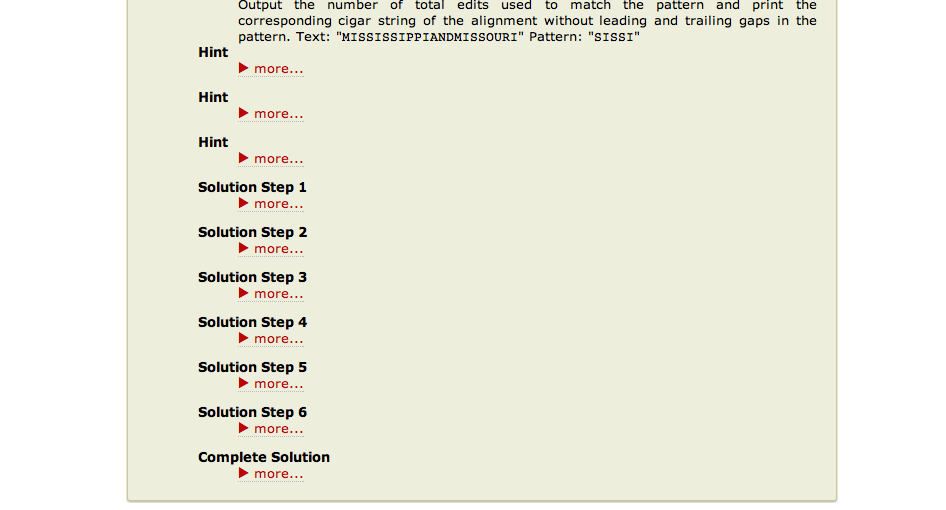 Output the number of total edits used to match the pattern and print the
corresponding cigar string of the alignment without leading and trailing gaps in the
pattern. Text: "MISSISSIPPIANDMISSOURI" Pattern: "SISSI"
Hint
▶ more...
Hint
▶ more...
Hint
▶ more...
Solution Step 1
▶ more...
Solution Step 2
▶ more...
Solution Step 3
▶ more...
Solution Step 4
▶ more...
Solution Step 5
▶ more...
Solution Step 6
▶ more...
Complete Solution
▶ more...